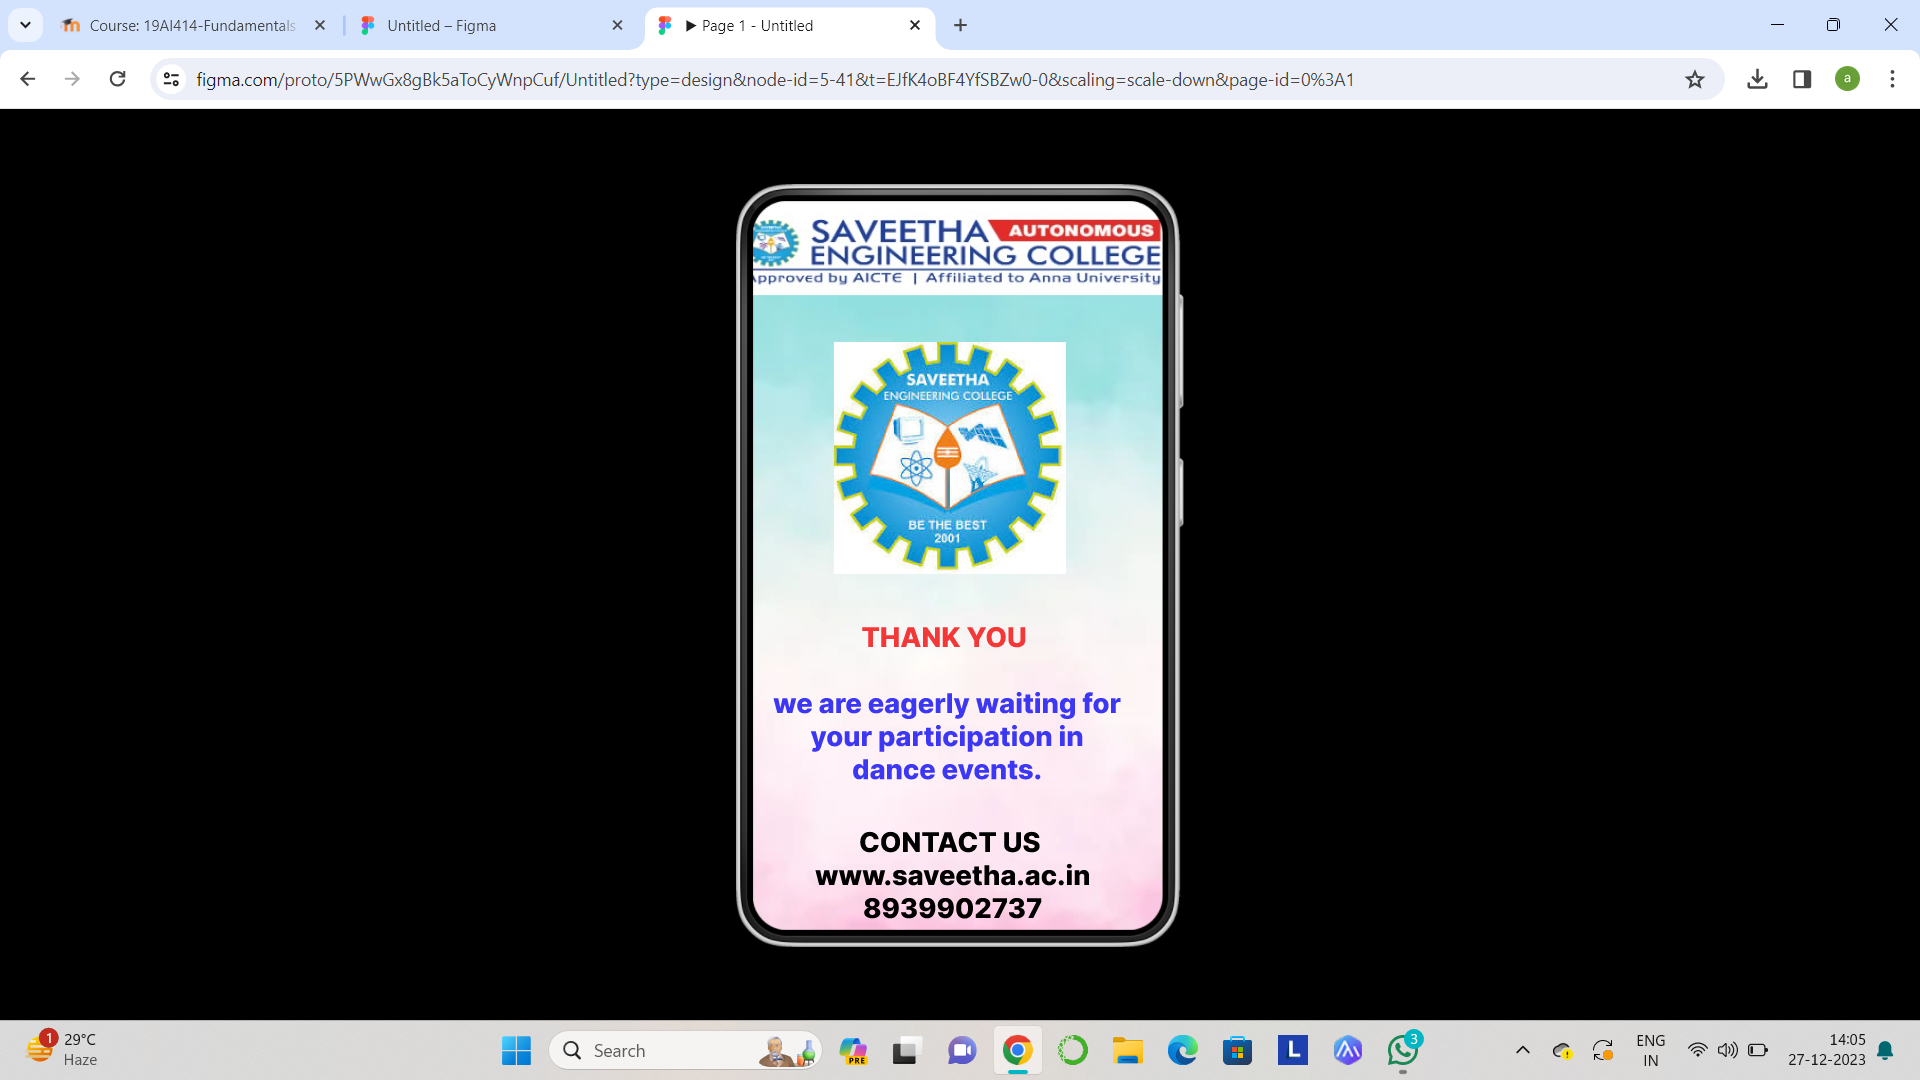 Course: 19AI414-Fundamentals
Untitled – Figma
▶ Page 1 - Untitled
figma.com/proto/5PWwGx8gBk5aToCyWnpCuf/Untitled?type=design&node-id=5-41&t=EJfK4oBF4YfSBZw0-0&scaling=scale-down&page-id=0%3A1
a
SAVEETHA AUTONOMOUS
ENGINEERING COLLEGE
pproved by AICTE | Affiliated to Anna University
SAVEETHA
ENGINEERING COLLEGE
BE THE BEST
2001
THANK YOU
we are eagerly waiting for
your participation in
dance events.
CONTACT US
www.saveetha.ac.in
8939902737
1
29°C
Haze
Search
PRE
L
3
ENG
IN
14:05
27-12-2023